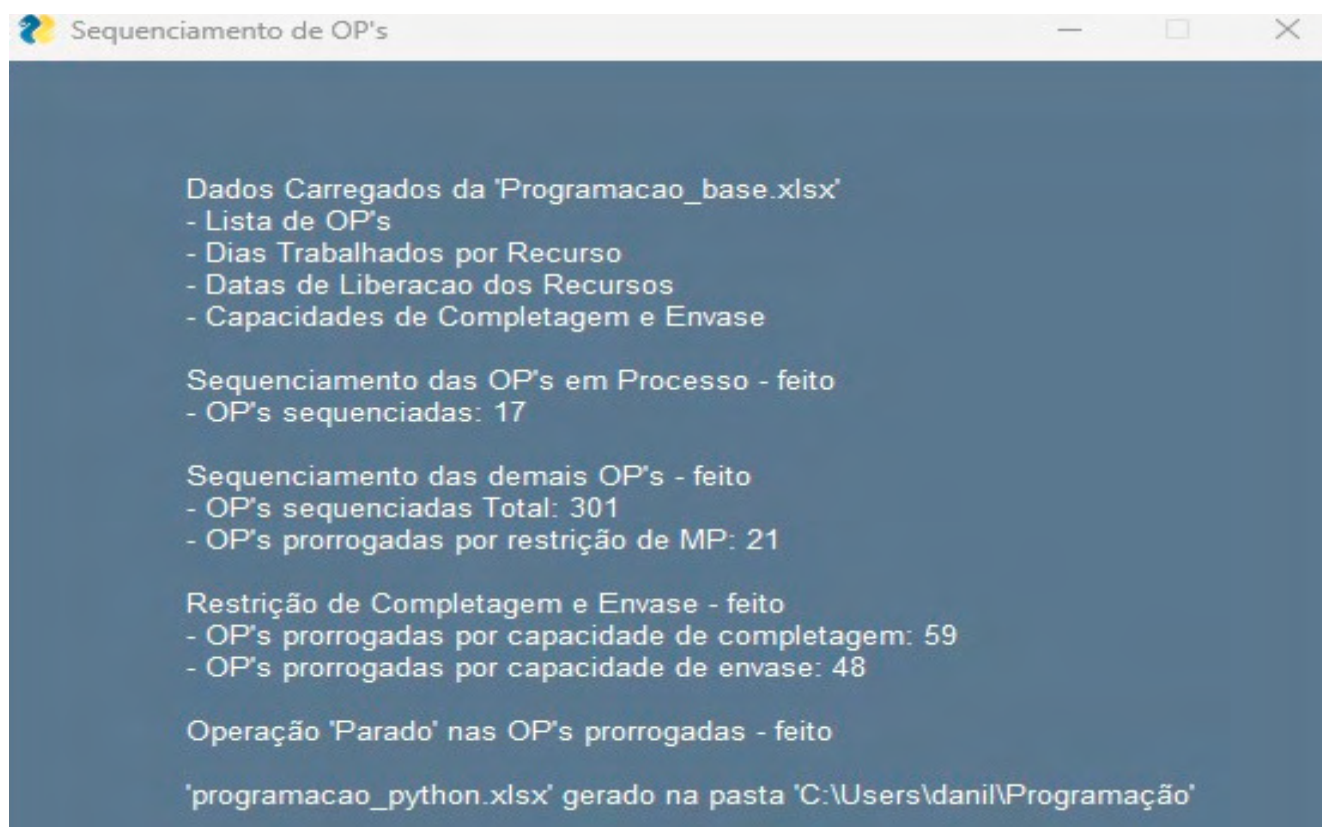 Sequenciamento de OP's
Dados Carregados da 'Programacao_base.xlsx'
- Lista de OP's
- Dias Trabalhados por Recurso
- Datas de Liberacao dos Recursos
- Capacidades de Completagem e Envase
Sequenciamento das OP's em Processo - feito
- OP's sequenciadas: 17
Sequenciamento das demais OP's - feito
- OP's sequenciadas Total: 301
- OP's prorrogadas por restrição de MP: 21
Restrição de Completagem e Envase - feito
- OP's prorrogadas por capacidade de completagem: 59
- OP's prorrogadas por capacidade de envase: 48
Operação 'Parado' nas OP's prorrogadas - feito
'programacao_python.xlsx' gerado na pasta 'C:\Users\danil\Programação'